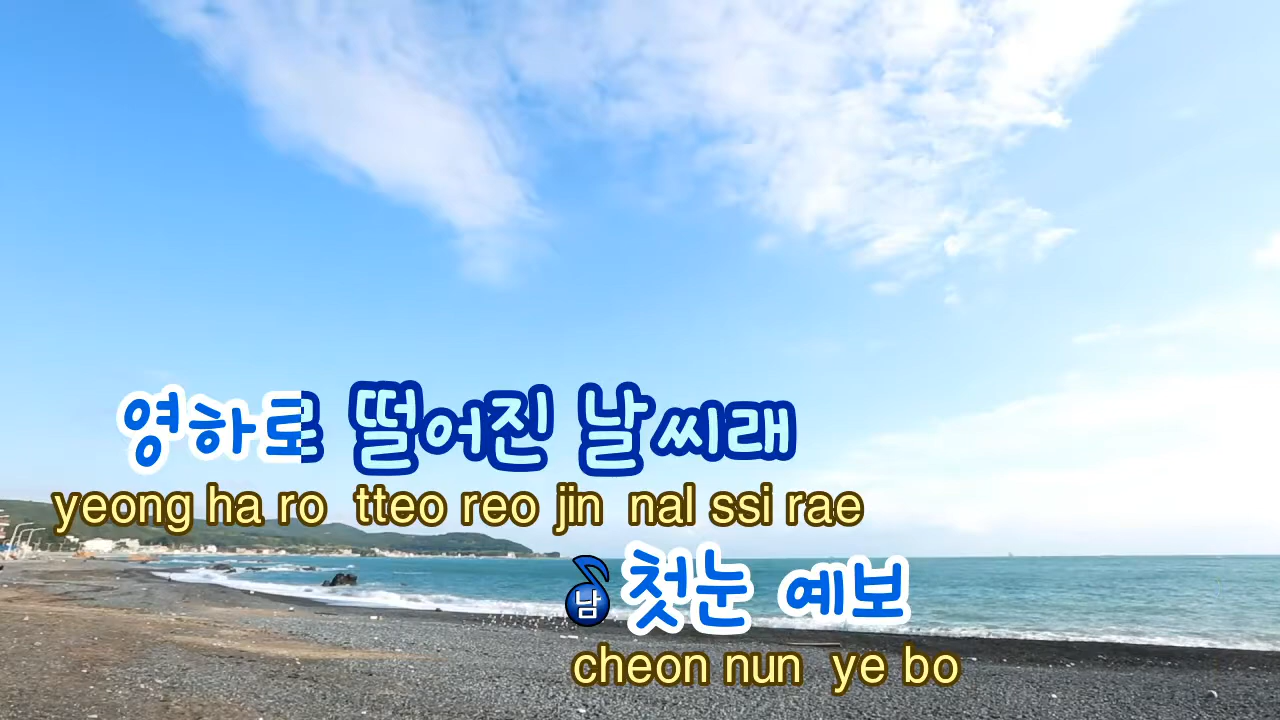 영하로 떨어진 날씨래
yeong ha ro tteo reo jin nal ssi rae
남 첫눈 예보
cheon nun ye bo